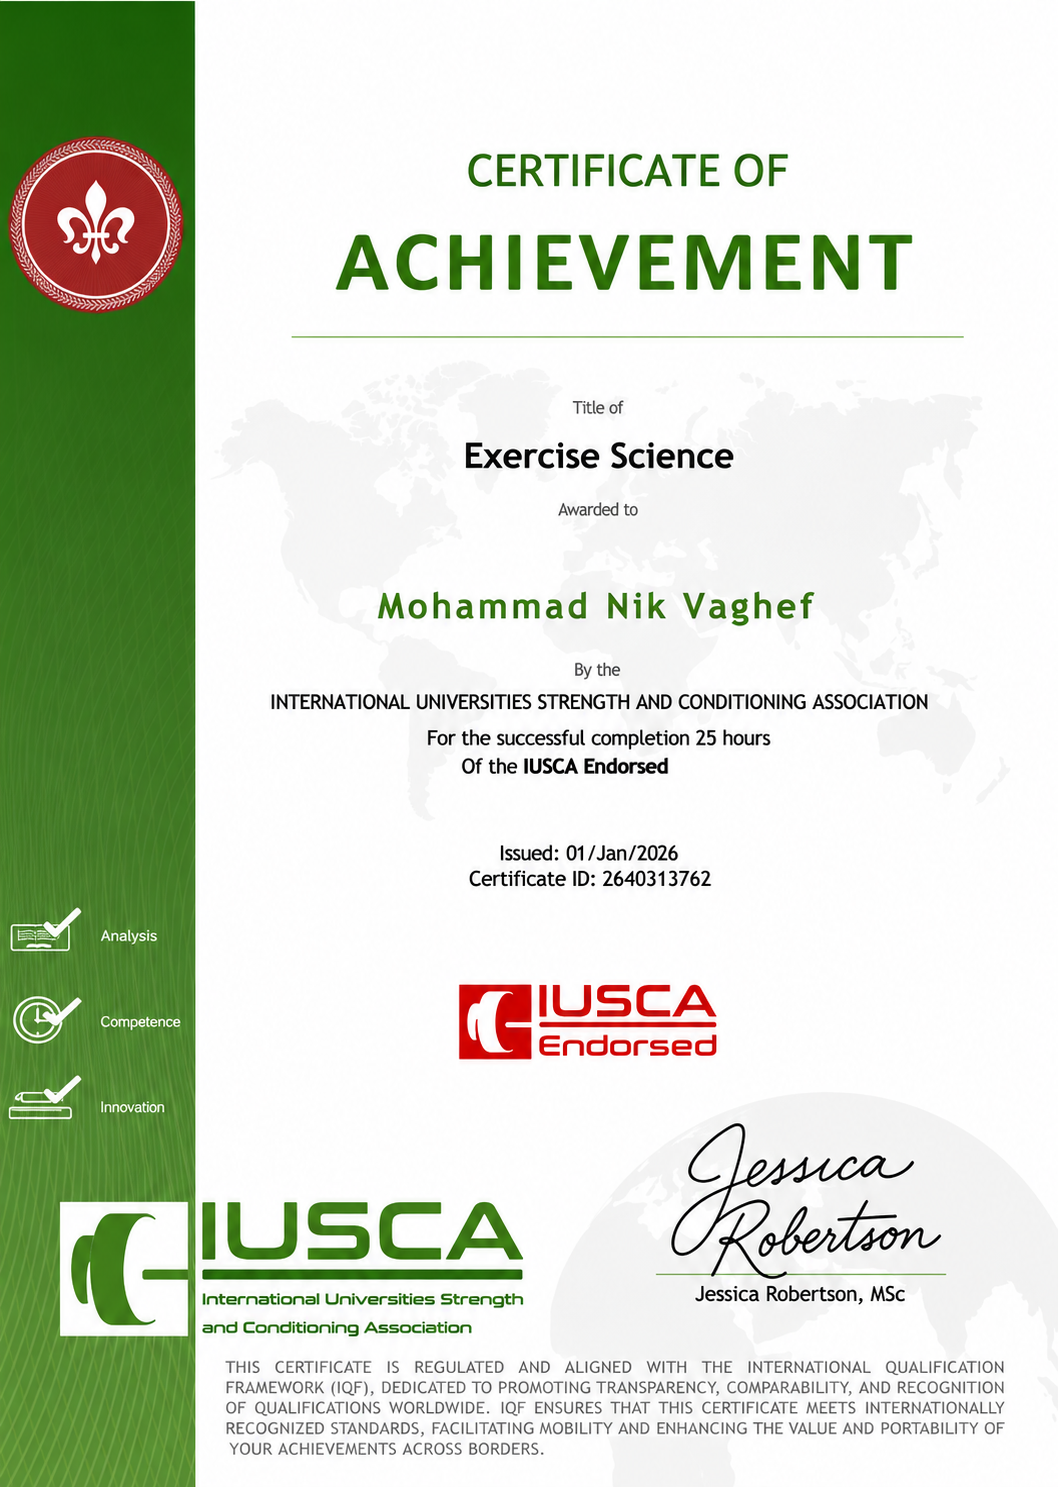 CERTIFICATE OF
ACHIEVEMENT
Title of
Exercise Science
Awarded to
Mohammad Nik Vaghef
By the
INTERNATIONAL UNIVERSITIES STRENGTH AND CONDITIONING ASSOCIATION
For the successful completion 25 hours
Of the IUSCA Endorsed
Issued: 01/Jan/2026
Certificate ID: 2640313762
Analysis
Competence
Innovation
IUSCA
Endorsed
Jessica
Robertson
Jessica Robertson, MSc
IUSCA
International Universities Strength
and Conditioning Association
THIS CERTIFICATE IS REGULATED AND ALIGNED WITH THE INTERNATIONAL QUALIFICATION
FRAMEWORK (IQF), DEDICATED TO PROMOTING TRANSPARENCY, COMPARABILITY, AND RECOGNITION
OF QUALIFICATIONS WORLDWIDE. IQF ENSURES THAT THIS CERTIFICATE MEETS INTERNATIONALLY
RECOGNIZED STANDARDS, FACILITATING MOBILITY AND ENHANCING THE VALUE AND PORTABILITY OF
YOUR ACHIEVEMENTS ACROSS BORDERS.